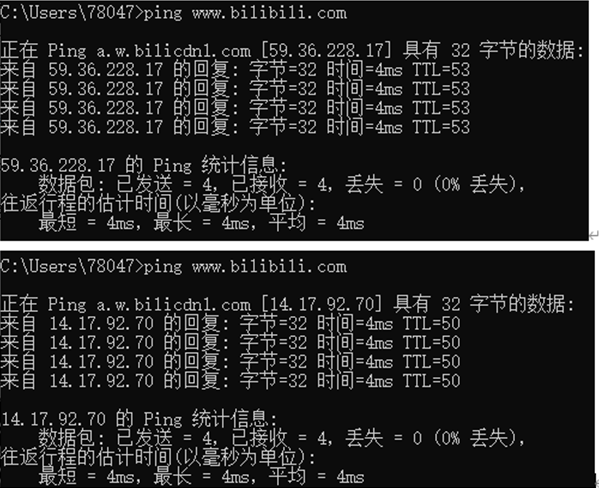 C:\Users\78047>ping www.bilibili.com
正在 Ping a.w.bilicdn1.com [59.36.228.17] 具有 32 字节的数据:
来自 59.36.228.17 的回复: 字节=32 时间=4ms TTL=53
来自 59.36.228.17 的回复: 字节=32 时间=4ms TTL=53
来自 59.36.228.17 的回复: 字节=32 时间=4ms TTL=53
来自 59.36.228.17 的回复: 字节=32 时间=4ms TTL=53
59.36.228.17 的 Ping 统计信息:
数据包: 已发送 = 4, 已接收 = 4, 丢失 = 0 (0% 丢失),
往返行程的估计时间(以毫秒为单位):
最短 = 4ms, 最长 = 4ms, 平均 = 4ms
C:\Users\78047>ping www.bilibili.com
正在 Ping a.w.bilicdn1.com [14.17.92.70] 具有 32 字节的数据:
来自 14.17.92.70 的回复: 字节=32 时间=4ms TTL=50
来自 14.17.92.70 的回复: 字节=32 时间=4ms TTL=50
来自 14.17.92.70 的回复: 字节=32 时间=4ms TTL=50
来自 14.17.92.70 的回复: 字节=32 时间=4ms TTL=50
14.17.92.70 的 Ping 统计信息:
数据包: 已发送 = 4, 已接收 = 4, 丢失 = 0 (0% 丢失),
往返行程的估计时间(以毫秒为单位):
最短 = 4ms, 最长 = 4ms, 平均 = 4ms